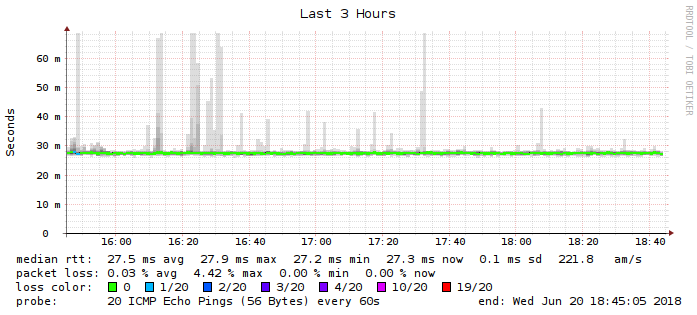 Last 3 Hours
RRDTOOL / TOBI OETIKER
Seconds
60 m
50 m
40 m
30 m
20 m
10 m
0
16:00 16:20 16:40 17:00 17:20 17:40 18:00 18:20 18:40
median rtt: 27.5 ms avg 27.9 ms max 27.2 ms min 27.3 ms now 0.1 ms sd 221.8 am/s
packet loss: 0.03 % avg 4.42 % max 0.00 % min 0.00 % now
loss color: 0 1/20 2/20 3/20 4/20 10/20 19/20
probe: 20 ICMP Echo Pings (56 Bytes) every 60s end: Wed Jun 20 18:45:05 2018